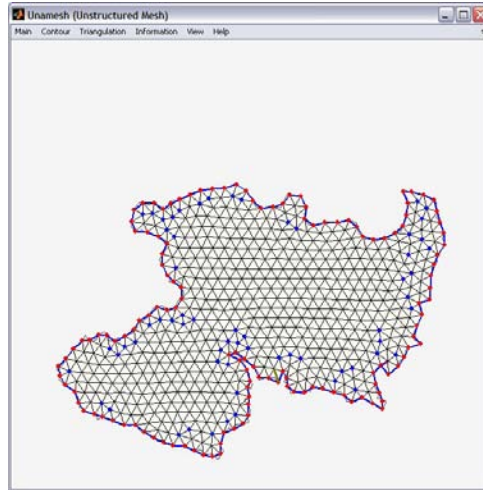 Unamesh (Unstructured Mesh)
Main Contour Triangulation Information View Help